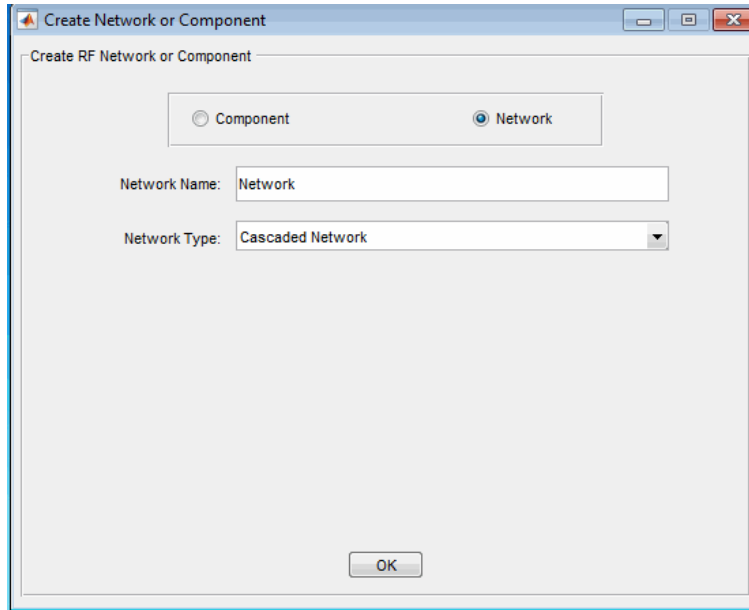 Create Network or Component
Create RF Network or Component
Component Network
Network Name: Network
Network Type: Cascaded Network
OK